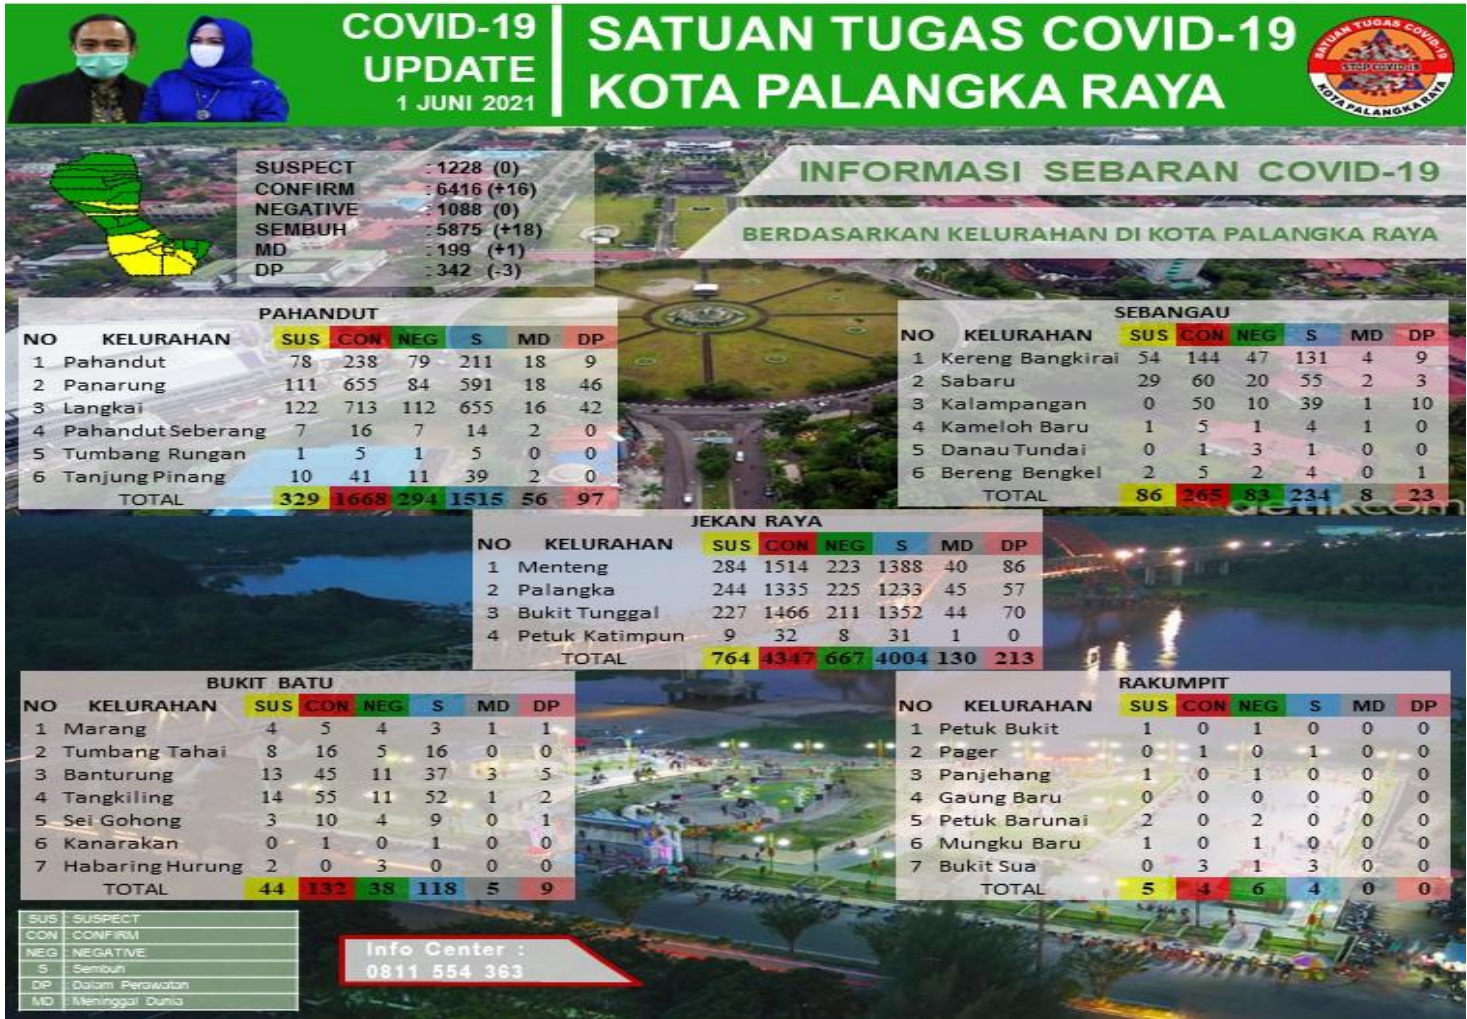 COVID-19
UPDATE
1 JUNI 2021
SATUAN TUGAS COVID-19
KOTA PALANGKA RAYA
SATUAN TUGAS COVID-19
STOP COVID-19
KOTA PALANGKA RAYA
SUSPECT : 1228 (0)
CONFIRM : 6416 (+16)
NEGATIVE : 1088 (0)
SEMBUH : 5875 (+18)
MD : 199 (+1)
DP : 342 (-3)
INFORMASI SEBARAN COVID-19
BERDASARKAN KELURAHAN DI KOTA PALANGKA RAYA
PAHANDUT
NO KELURAHAN SUS CON NEG S MD DP
1 Pahandut 78 238 79 211 18 9
2 Panarung 111 655 84 591 18 46
3 Langkai 122 713 112 655 16 42
4 Pahandut Seberang 7 16 7 14 2 0
5 Tumbang Rungan 1 5 1 5 0 0
6 Tanjung Pinang 10 41 11 39 2 0
TOTAL 329 1668 294 1515 56 97
SEBANGAU
NO KELURAHAN SUS CON NEG S MD DP
1 Kereng Bangkirai 54 144 47 131 4 9
2 Sabaru 29 60 20 55 2 3
3 Kalampangan 0 50 10 39 1 10
4 Kameloh Baru 1 5 1 4 1 0
5 Danau Tundai 0 1 3 1 0 0
6 Bereng Bengkel 2 5 2 4 0 1
TOTAL 86 265 83 234 8 23
detikcom
JEKAN RAYA
NO KELURAHAN SUS CON NEG S MD DP
1 Menteng 284 1514 223 1388 40 86
2 Palangka 244 1335 225 1233 45 57
3 Bukit Tunggal 227 1466 211 1352 44 70
4 Petuk Katimpun 9 32 8 31 1 0
TOTAL 764 4347 667 4004 130 213
BUKIT BATU
NO KELURAHAN SUS CON NEG S MD DP
1 Marang 4 5 4 3 1 1
2 Tumbang Tahai 8 16 5 16 0 0
3 Banturung 13 45 11 37 3 5
4 Tangkiling 14 55 11 52 1 2
5 Sei Gohong 3 10 4 9 0 1
6 Kanarakan 0 1 0 1 0 0
7 Habaring Hurung 2 0 3 0 0 0
TOTAL 44 132 38 118 5 9
RAKUMPIT
NO KELURAHAN SUS CON NEG S MD DP
1 Petuk Bukit 1 0 1 0 0 0
2 Pager 0 1 0 1 0 0
3 Panjehang 1 0 1 0 0 0
4 Gaung Baru 0 0 0 0 0 0
5 Petuk Barunai 2 0 2 0 0 0
6 Mungku Baru 1 0 1 0 0 0
7 Bukit Sua 0 3 1 3 0 0
TOTAL 5 4 6 4 0 0
SUS : SUSPECT
CON : CONFIRM
NEG : NEGATIVE
S : Sembuh
DP : Dalam Perawatan
MD : Meninggal Dunia
Info Center :
0811 554 363